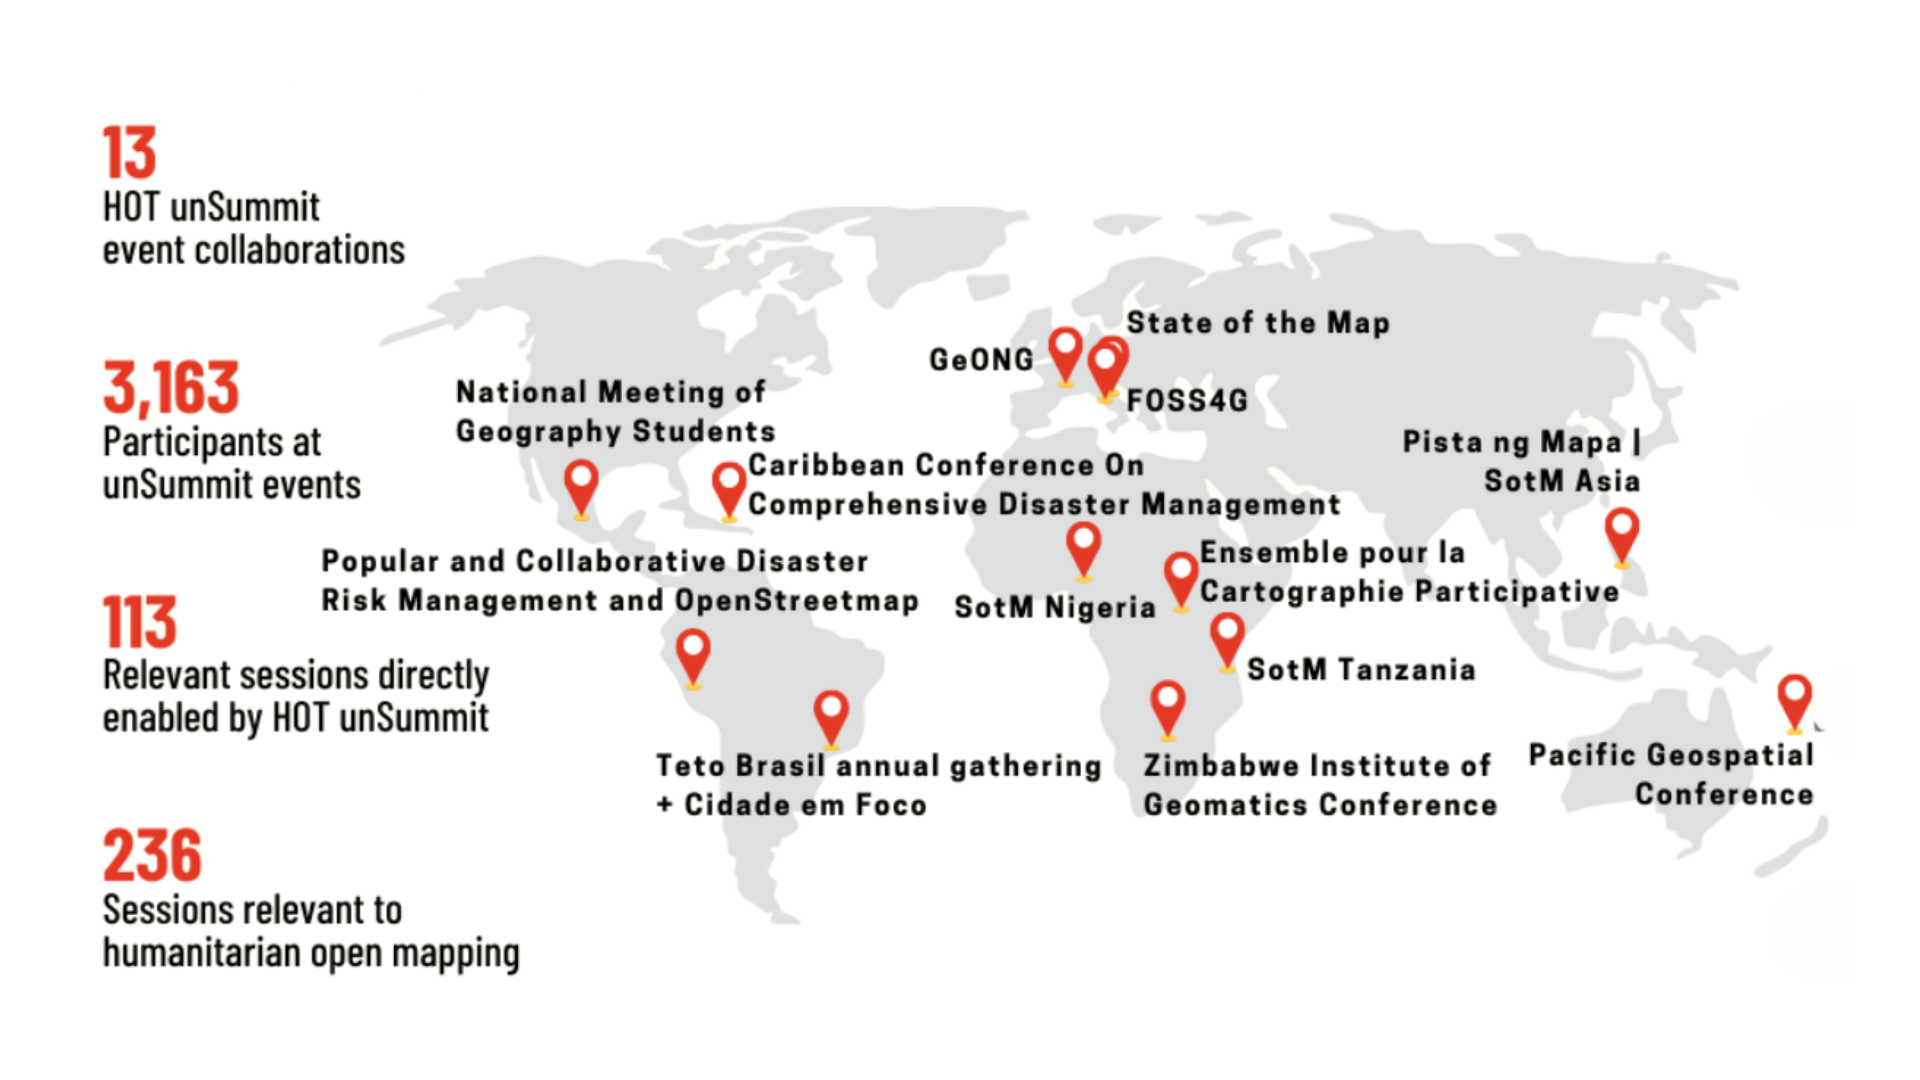 13
HOT unSummit
event collaborations
3,163
Participants at
unSummit events
113
Relevant sessions directly
enabled by HOT unSummit
236
Sessions relevant to
humanitarian open mapping
National Meeting of
Geography Students
Caribbean Conference On
Comprehensive Disaster Management
Popular and Collaborative Disaster
Risk Management and OpenStreetmap
Teto Brasil annual gathering
+ Cidade em Foco
GeONG
State of the Map
FOSS4G
SotM Nigeria
Ensemble pour la
Cartographie Participative
SotM Tanzania
Zimbabwe Institute of
Geomatics Conference
Pista ng Mapa |
SotM Asia
Pacific Geospatial
Conference